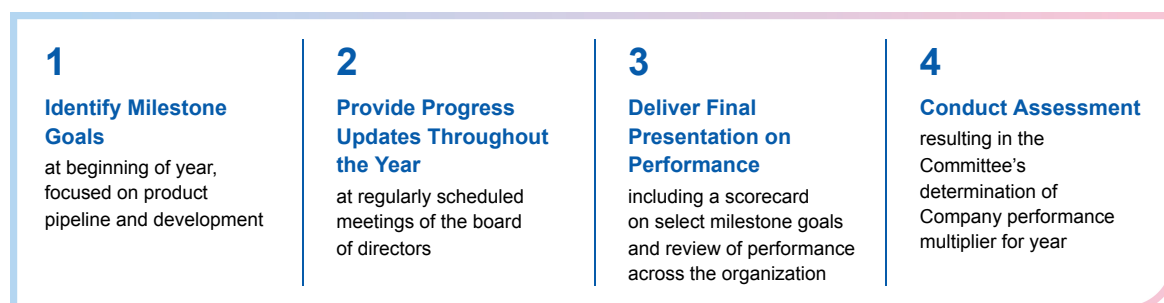 1
Identify Milestone
Goals
at beginning of year,
focused on product
pipeline and development
2
Provide Progress
Updates Throughout
the Year
at regularly scheduled
meetings of the board
of directors
3
Deliver Final
Presentation on
Performance
including a scorecard
on select milestone goals
and review of performance
across the organization
4
Conduct Assessment
resulting in the
Committee’s
determination of
Company performance
multiplier for year